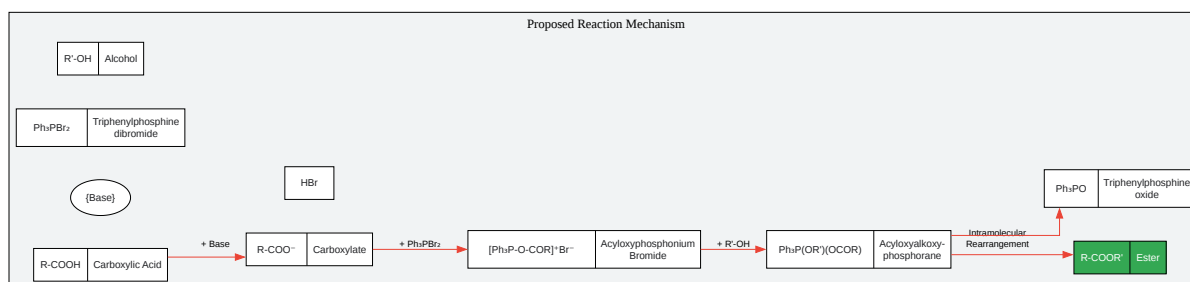 Proposed Reaction Mechanism
R'-OH Alcohol
Ph₃PBr₂ Triphenylphosphine
dibromide
{Base}
HBr
R-COOH Carboxylic Acid
+ Base
R-COO⁻ Carboxylate
+ Ph₃PBr₂
[Ph₃P-O-COR]⁺Br⁻ Acyloxyphosphonium
Bromide
+ R'-OH
Ph₃P(OR')(OCOR) Acyloxyalkoxy-
phosphorane
Intramolecular
Rearrangement
Ph₃PO Triphenylphosphine
oxide
R-COOR' Ester